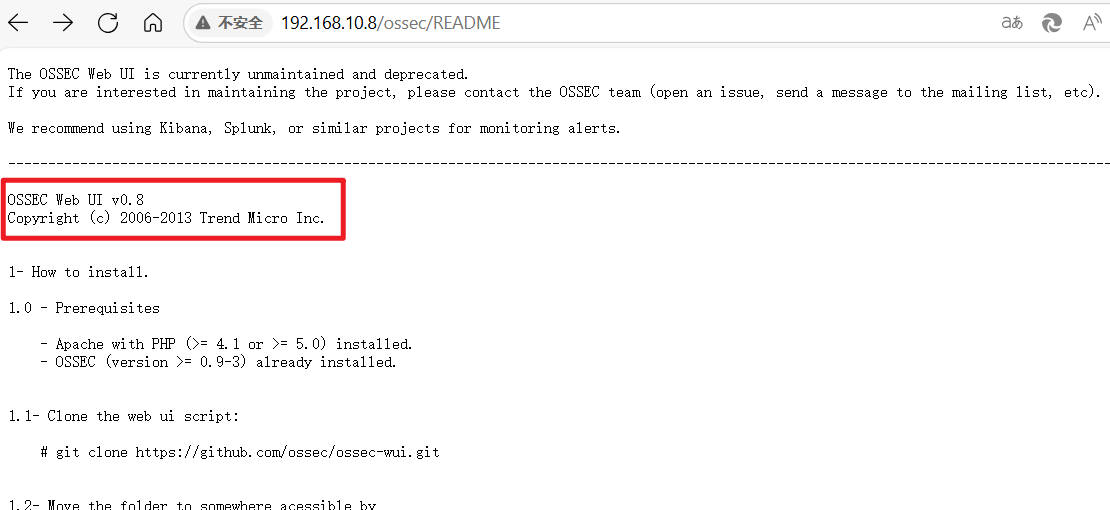 不安全 192.168.10.8/ossec/README
The OSSEC Web UI is currently unmaintained and deprecated.
If you are interested in maintaining the project, please contact the OSSEC team (open an issue, send a message to the mailing list, etc).
We recommend using Kibana, Splunk, or similar projects for monitoring alerts.
OSSEC Web UI v0.8
Copyright (c) 2006-2013 Trend Micro Inc.
1- How to install.
1.0 - Prerequisites
- Apache with PHP (>= 4.1 or >= 5.0) installed.
- OSSEC (version >= 0.9-3) already installed.
1.1- Clone the web ui script:
# git clone https://github.com/ossec/ossec-wui.git
1.2- Move the folder to somewhere acessible by